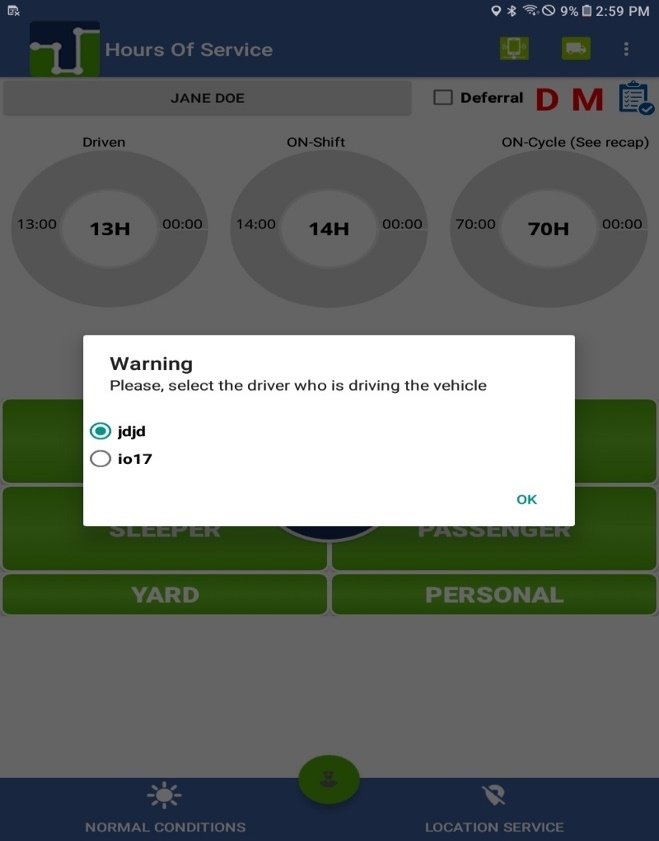 9% 2:59 PM
Hours Of Service
JANE DOE
Deferral D M
Driven ON-Shift ON-Cycle (See recap)
13:00 13H 00:00 14:00 14H 00:00 70:00 70H 00:00
Warning
Please, select the driver who is driving the vehicle
jdjd
io17
OK
SLEEPER PASSENGER
YARD PERSONAL
NORMAL CONDITIONS LOCATION SERVICE